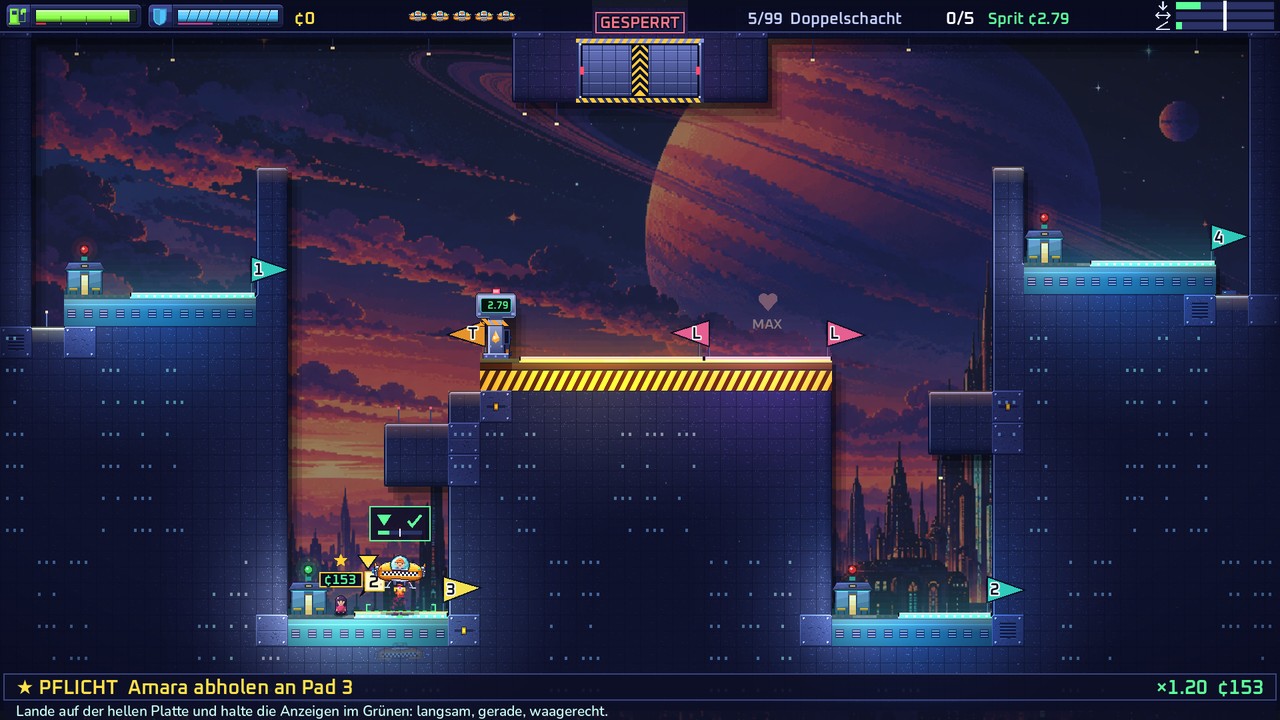 ¢0
GESPERRT
5/99 Doppelschacht
0/5
Sprit ¢2.79
1
4
2.79
T
L
L
MAX
¢153
2
3
2
★ PFLICHT Amara abholen an Pad 3
×1.20 ¢153
Lande auf der hellen Platte und halte die Anzeigen im Grünen: langsam, gerade, waagerecht.